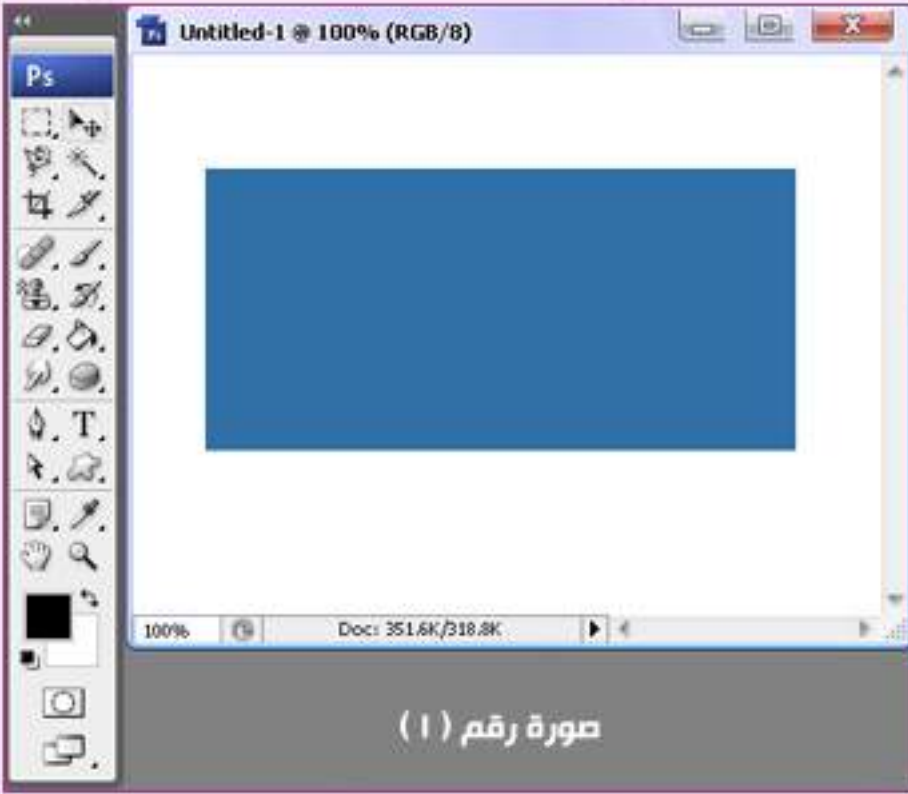 Ps
Untitled-1 @ 100% (RGB/8)
T
100%
Doc: 351.6K/318.8K
صورة رقم (١)